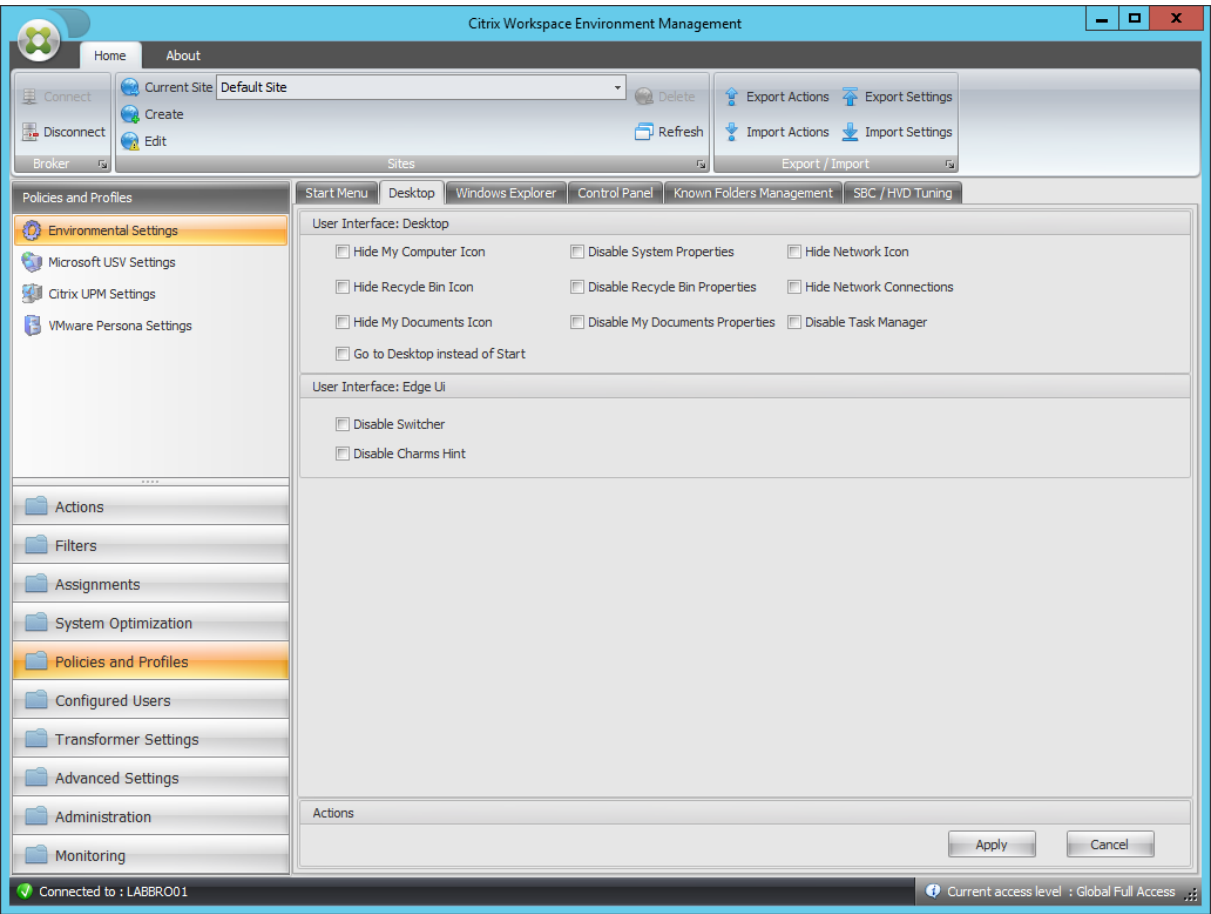 Citrix Workspace Environment Management
Home About
Connect
Disconnect
Broker
Current Site Default Site
Create
Edit
Delete
Refresh
Sites
Export Actions Export Settings
Import Actions Import Settings
Export / Import
Policies and Profiles
Environmental Settings
Microsoft USV Settings
Citrix UPM Settings
VMware Persona Settings
Actions
Filters
Assignments
System Optimization
Policies and Profiles
Configured Users
Transformer Settings
Advanced Settings
Administration
Monitoring
Start Menu Desktop Windows Explorer Control Panel Known Folders Management SBC / HVD Tuning
User Interface: Desktop
Hide My Computer Icon Disable System Properties Hide Network Icon
Hide Recycle Bin Icon Disable Recycle Bin Properties Hide Network Connections
Hide My Documents Icon Disable My Documents Properties Disable Task Manager
Go to Desktop instead of Start
User Interface: Edge Ui
Disable Switcher
Disable Charms Hint
Actions
Apply Cancel
Connected to : LABBRO01
Current access level : Global Full Access